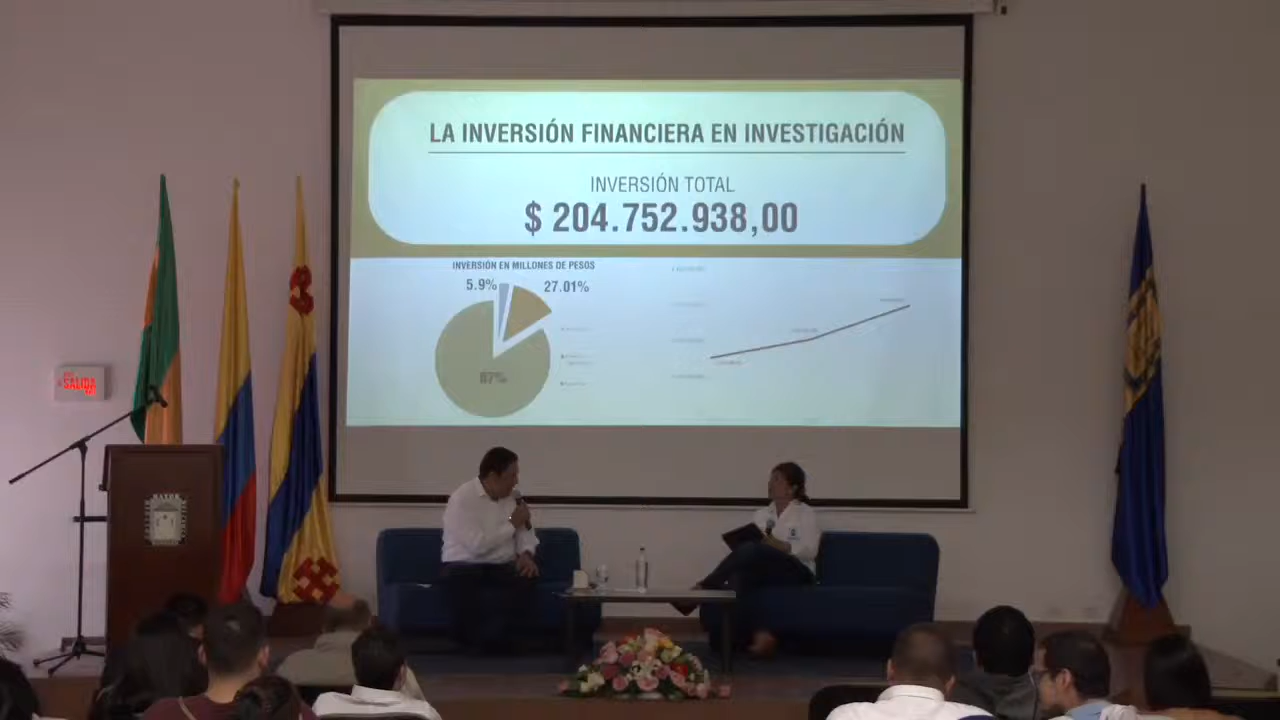 LA INVERSIÓN FINANCIERA EN INVESTIGACIÓN
INVERSIÓN TOTAL
$ 204.752.938,00
INVERSIÓN EN MILLONES DE PESOS
5.9%
27.01%
67%
SALIDA
MAYOR